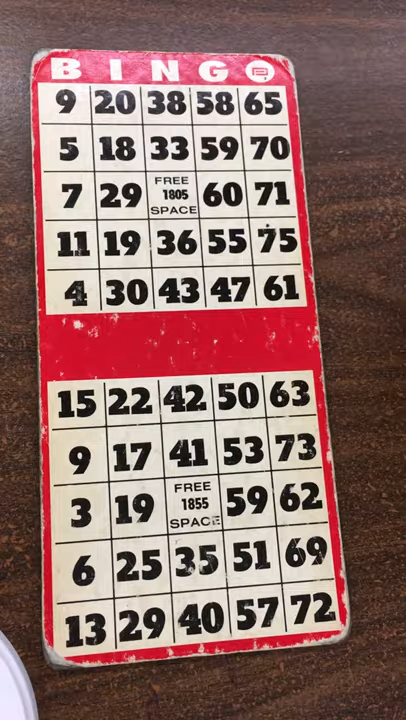 B I N G O
9 20 38 58 65
5 18 33 59 70
7 29 FREE 1805 SPACE 60 71
11 19 36 55 75
4 30 43 47 61
15 22 42 50 63
9 17 41 53 73
3 19 FREE 1855 SPACE 59 62
6 25 35 51 69
13 29 40 57 72